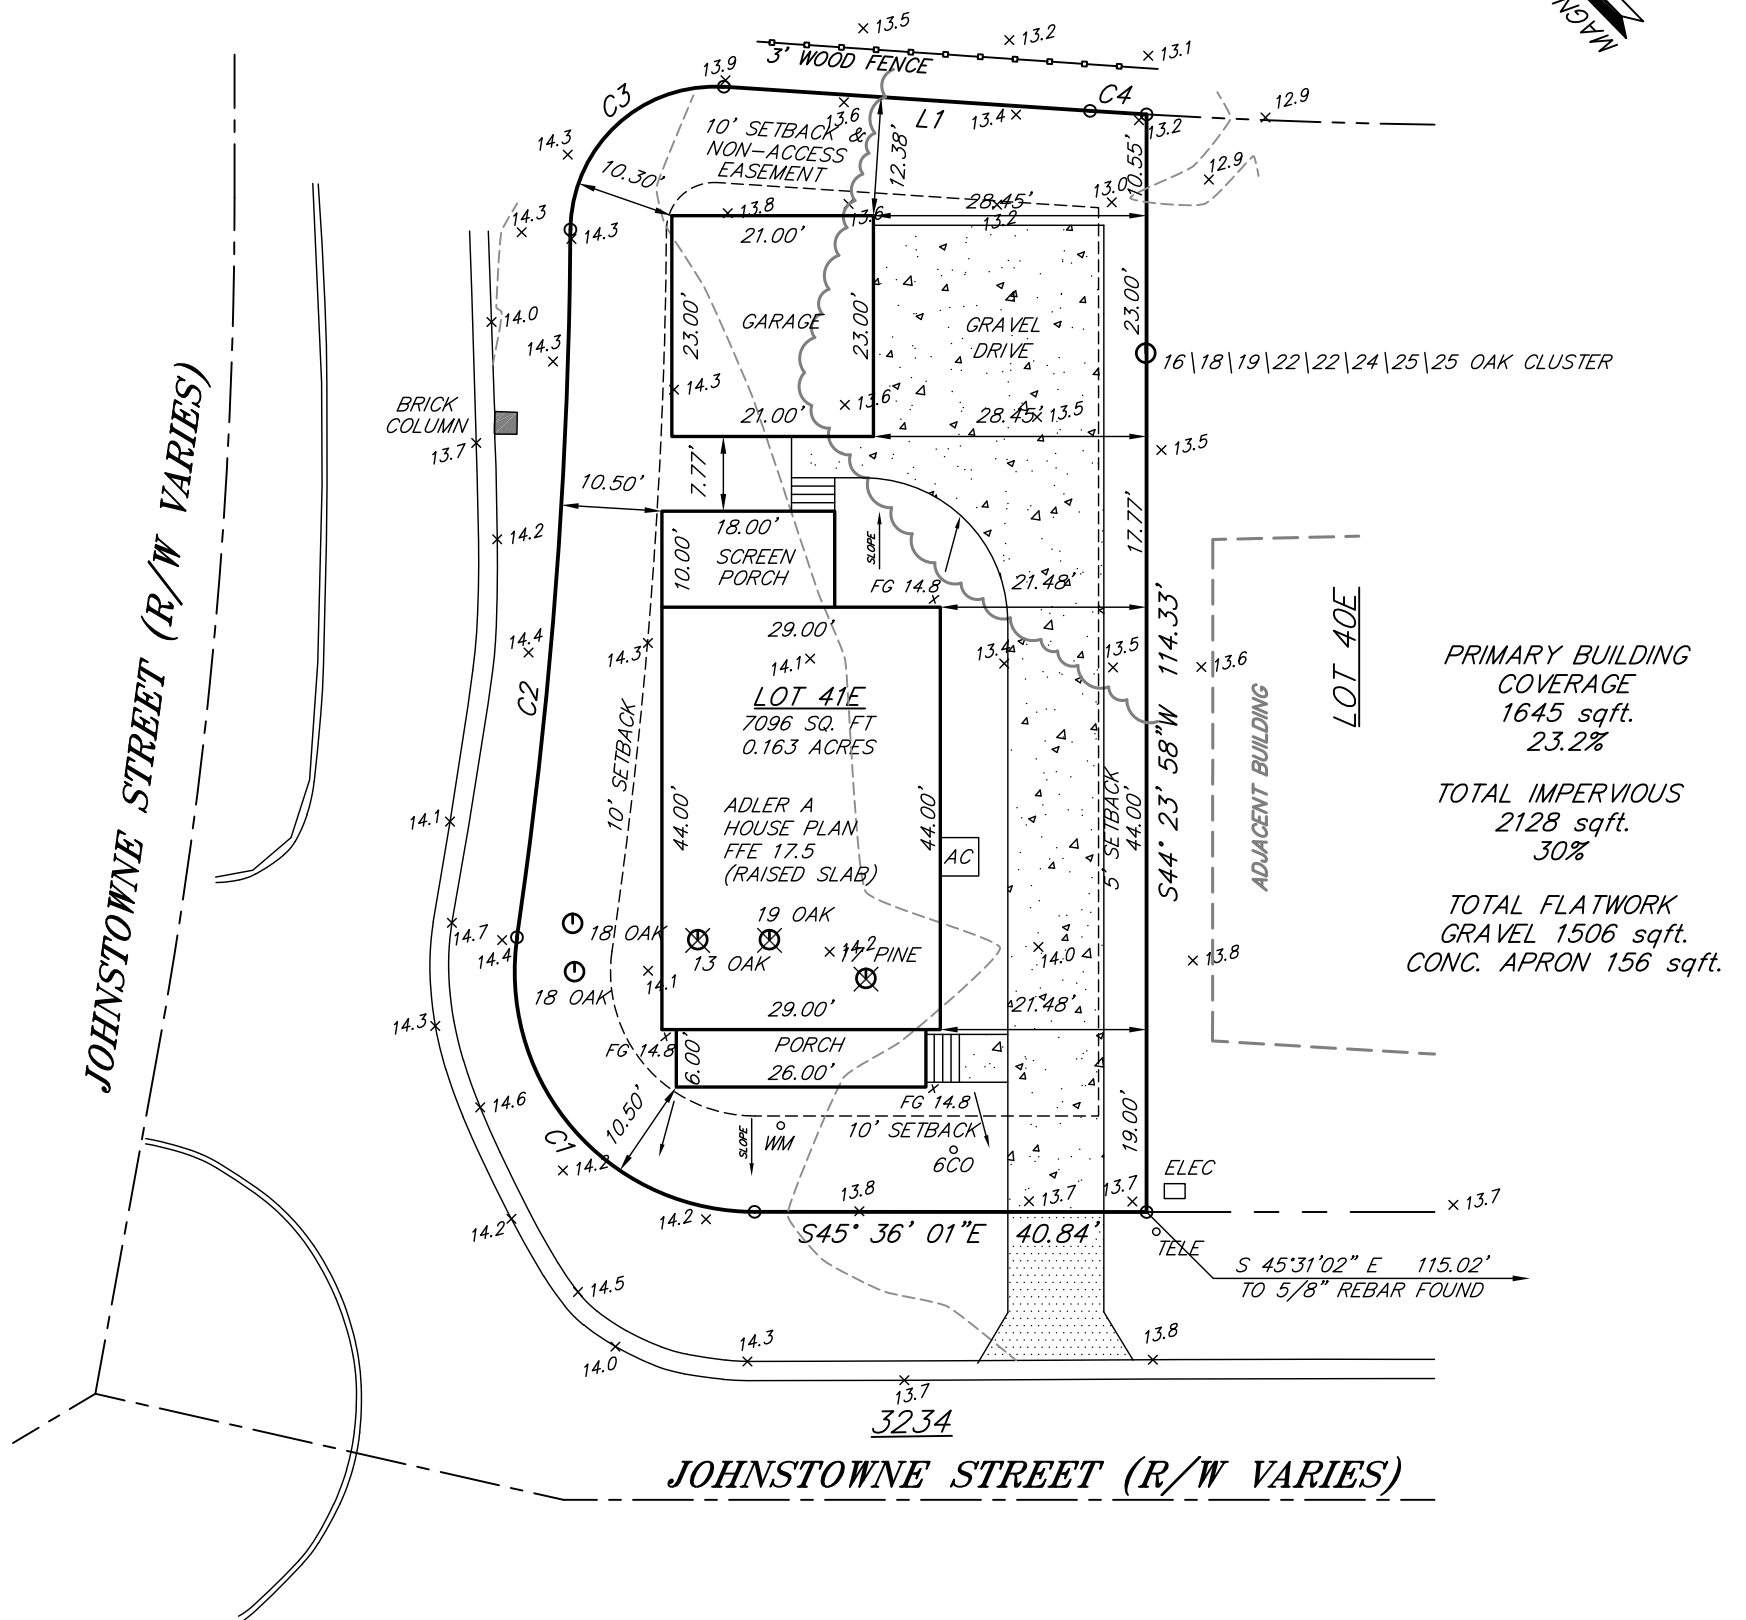 MAGN
× 13.5
× 13.2
× 13.1
3' WOOD FENCE
13.9
C3
C4
12.9
13.6
L1
13.4 ×
13.2
10' SETBACK &
NON-ACCESS
EASEMENT
12.38'
10.55'
14.3
10.30'
12.9
13.0
14.3
× 14.3
× 13.8
13.6
28.45'
13.2
21.00'
× 14.0
14.3
23.00'
GARAGE
23.00'
GRAVEL
DRIVE
23.00'
16\18\19\22\22\24\25\25 OAK CLUSTER
BRICK
COLUMN
× 14.3
× 13.6
21.00'
28.45'
× 13.5
13.7
× 13.5
10.50'
7.77'
17.77'
× 14.2
18.00'
SCREEN
PORCH
10.00'
SLOPE
FG 14.8
21.48'
29.00'
14.4
14.3
14.1 ×
13.4
13.5
× 13.6
C2
LOT 41E
7096 SQ. FT
0.163 ACRES
10' SETBACK
5' SETBACK
S44° 23' 58"W 114.33'
ADJACENT BUILDING
LOT 40E
PRIMARY BUILDING
COVERAGE
1645 sqft.
23.2%
TOTAL IMPERVIOUS
2128 sqft.
30%
TOTAL FLATWORK
GRAVEL 1506 sqft.
CONC. APRON 156 sqft.
14.1
44.00'
ADLER A
HOUSE PLAN
FFE 17.5
(RAISED SLAB)
44.00'
AC
44.00'
14.7
14.4
18 OAK
19 OAK
13 OAK
× 14.2
17 PINE
14.0
× 13.8
18 OAK
14.1
14.3
29.00'
21.48'
FG 14.8
6.00'
PORCH
26.00'
FG 14.8
× 14.6
10.50'
C1
SLOPE
WM
10' SETBACK
6CO
19.00'
ELEC
× 14.2
14.2 ×
13.8
× 13.7
13.7
× 13.7
14.2
S45° 36' 01"E 40.84'
TELE
S 45°31'02" E 115.02'
TO 5/8" REBAR FOUND
14.5
14.0
14.3
13.8
13.7
3234
JOHNSTOWNE STREET (R/W VARIES)
JOHNSTOWNE STREET (R/W VARIES)